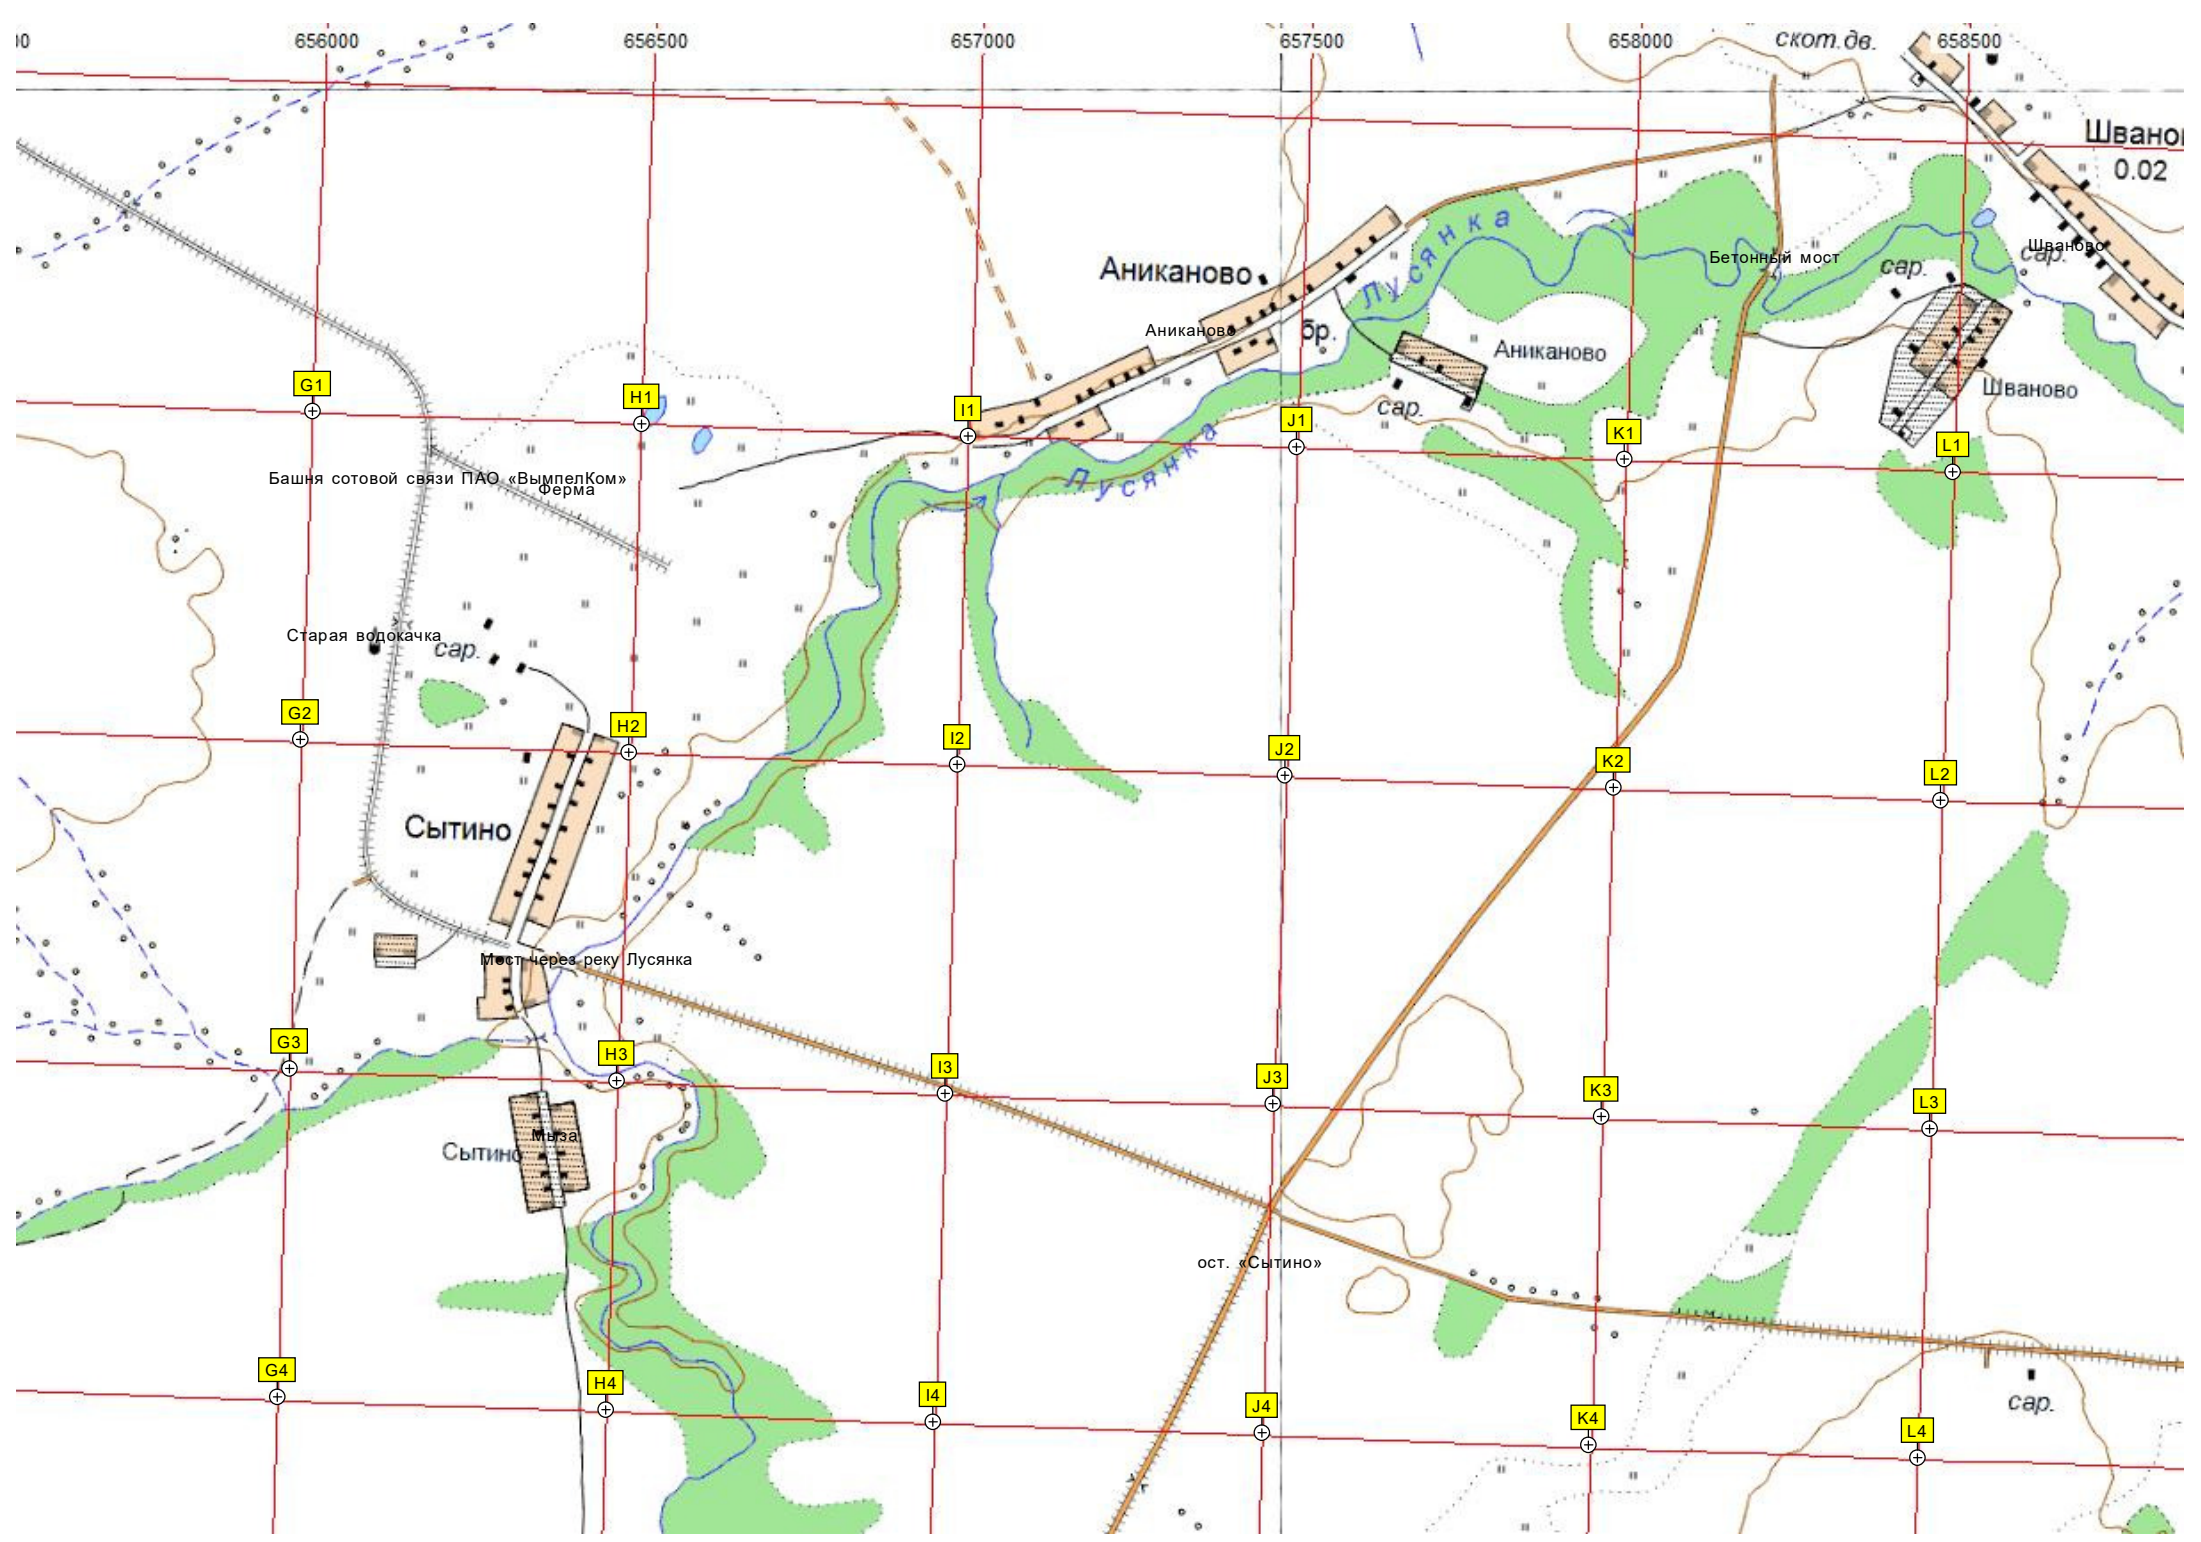 656000 656500 657000 657500 658000 658500
скот.дв.
0.02
Лусянка
Аниканово
Бетонный мост
Шваново
сар.
сар.
Аниканово
бр.
Аниканово
Шваново
сар.
G1 H1 I1 J1 K1 L1
Лусянка
Башня сотовой связи ПАО «ВымпелКом»
Ферма
Старая водокачка
сар.
G2 H2 I2 J2 K2 L2
Сытино
Мост через реку Лусянка
G3 H3 I3 J3 K3 L3
Мыза
Сытино
ост. «Сытино»
G4 H4 I4 J4 K4 L4
сар.